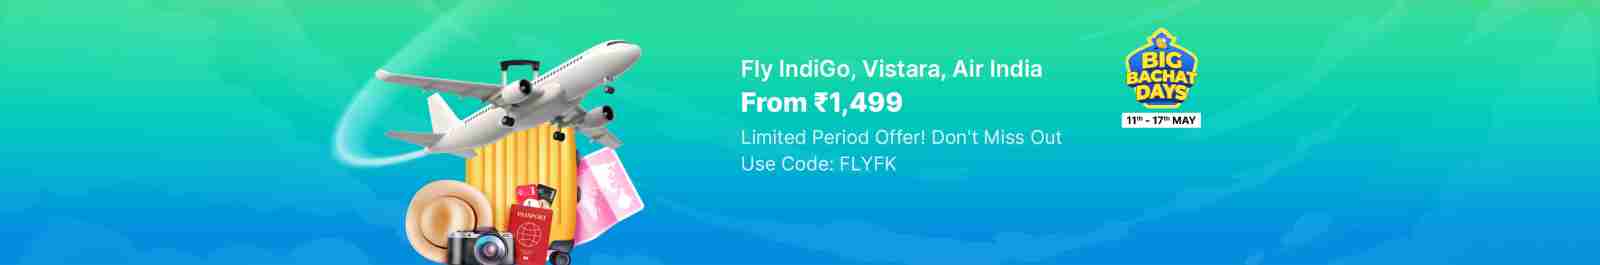 Fly IndiGo, Vistara, Air India
From ₹1,499
Limited Period Offer! Don't Miss Out
Use Code: FLYFK
BIG
BACHAT
DAYS
11th - 17th MAY
PASSPORT